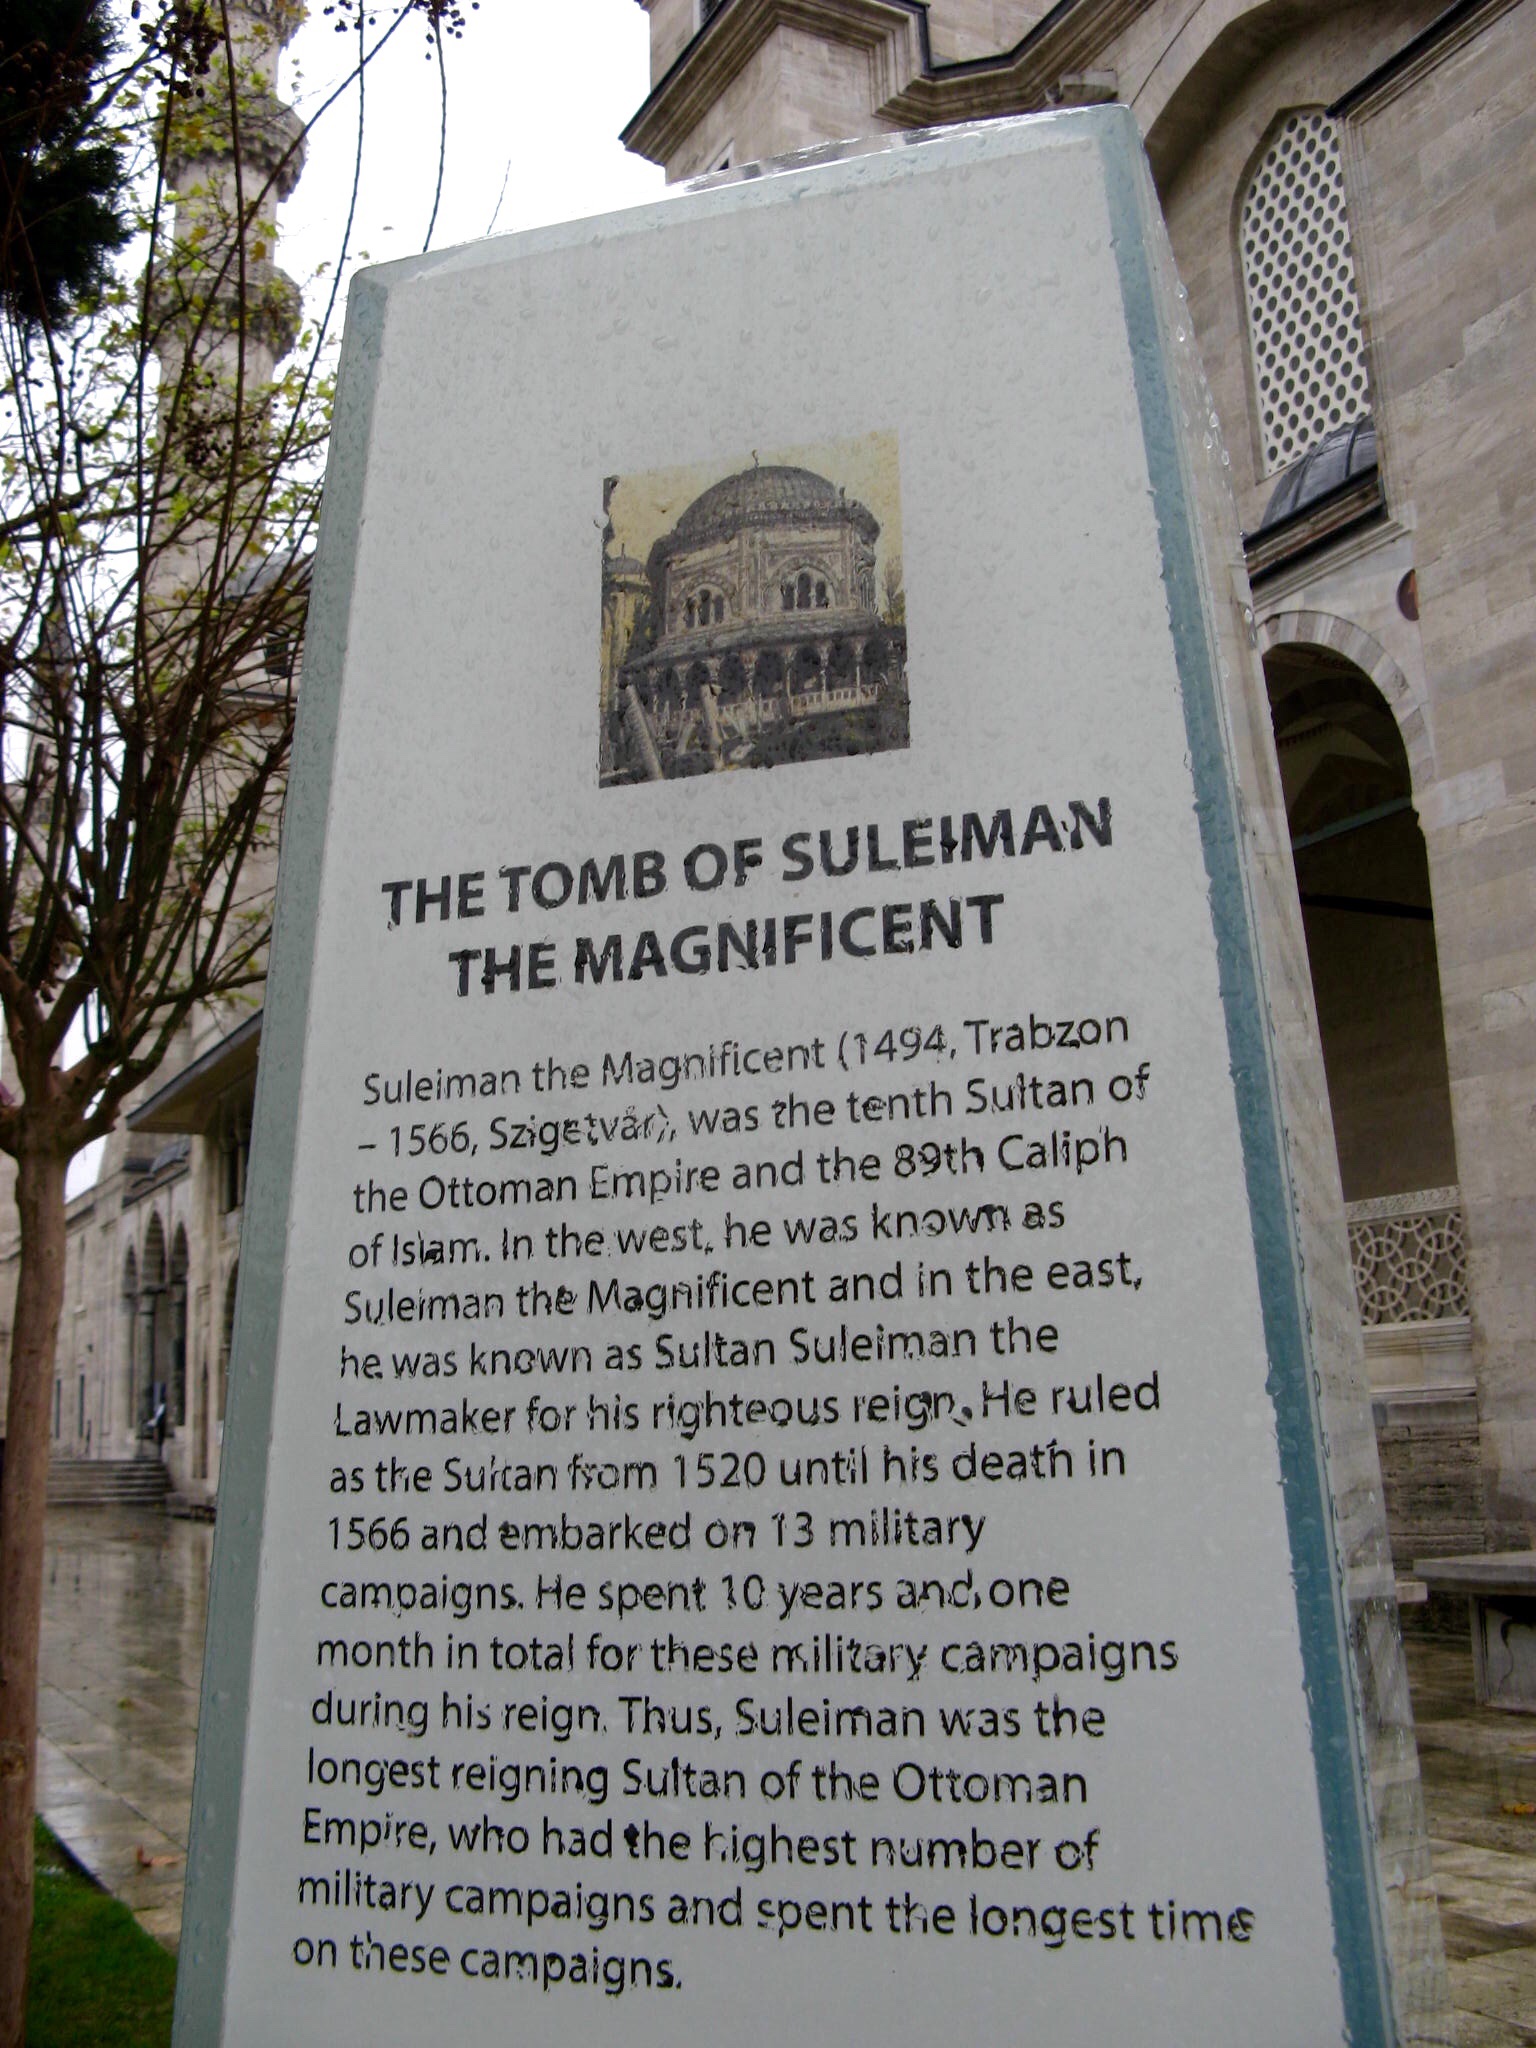 THE TOMB OF SULEIMAN
THE MAGNIFICENT
Suleiman the Magnificent (1494, Trabzon
– 1566, Szigetvár), was the tenth Sultan of
the Ottoman Empire and the 89th Caliph
of Islam. In the west, he was known as
Suleiman the Magnificent and in the east,
he was known as Sultan Suleiman the
Lawmaker for his righteous reign. He ruled
as the Sultan from 1520 until his death in
1566 and embarked on 13 military
campaigns. He spent 10 years and one
month in total for these military campaigns
during his reign. Thus, Suleiman was the
longest reigning Sultan of the Ottoman
Empire, who had the highest number of
military campaigns and spent the longest time
on these campaigns.